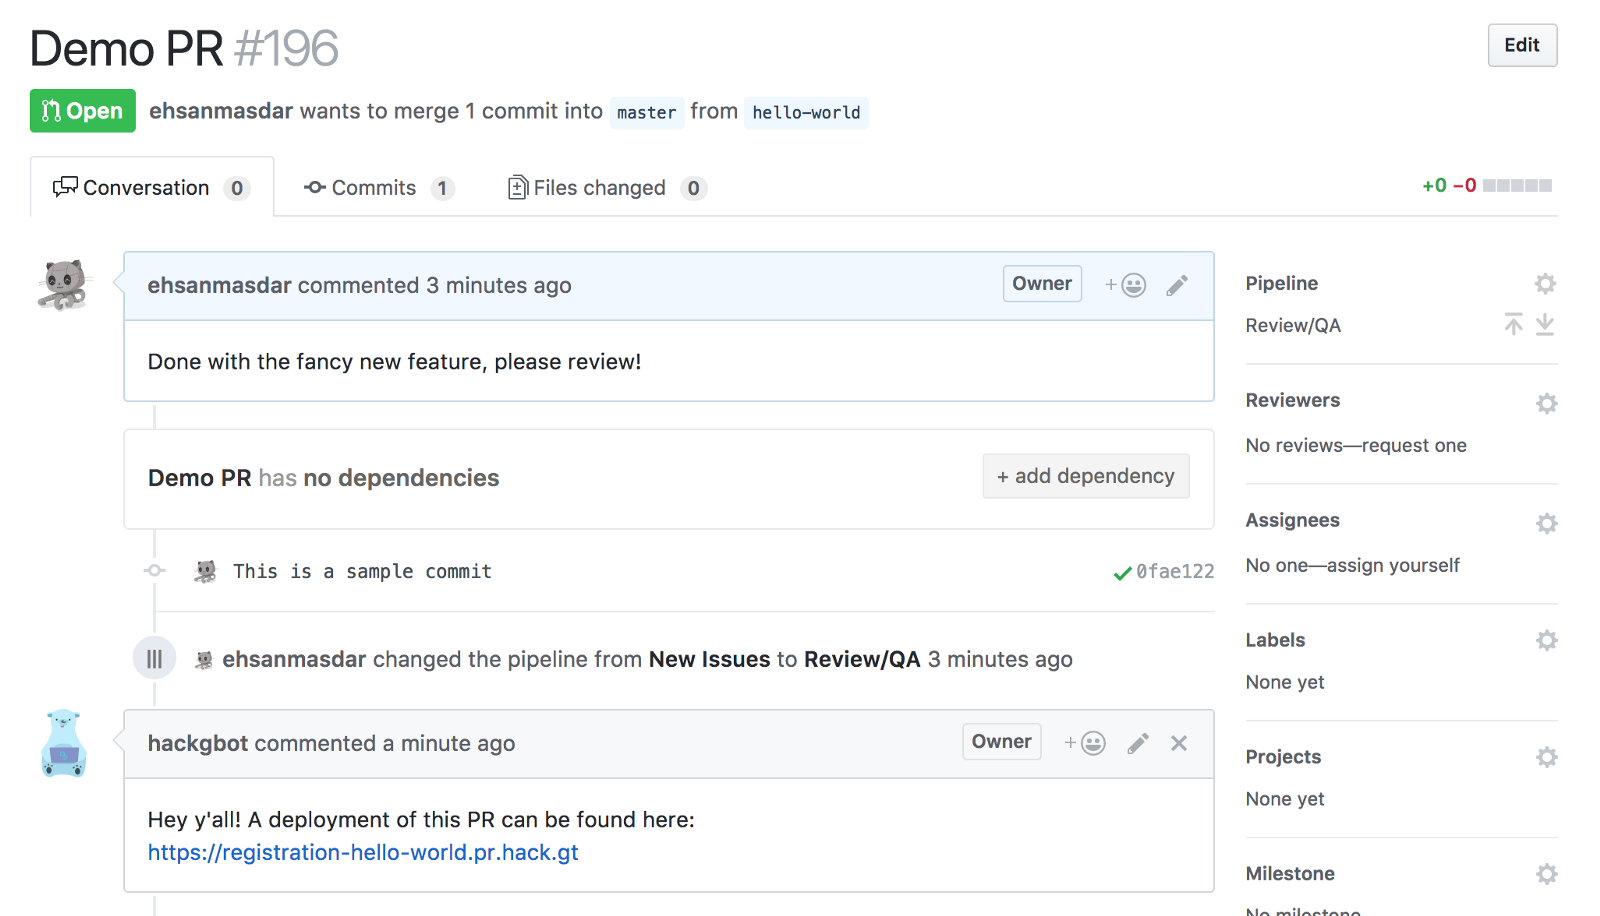 Demo PR #196
Edit
Open ehsanmasdar wants to merge 1 commit into master from hello-world
Conversation 0 Commits 1 Files changed 0
+0 −0
ehsanmasdar commented 3 minutes ago Owner
Done with the fancy new feature, please review!
Demo PR has no dependencies + add dependency
This is a sample commit 0fae122
ehsanmasdar changed the pipeline from New Issues to Review/QA 3 minutes ago
hackgbot commented a minute ago Owner
Hey y'all! A deployment of this PR can be found here:
https://registration-hello-world.pr.hack.gt
Pipeline
Review/QA
Reviewers
No reviews—request one
Assignees
No one—assign yourself
Labels
None yet
Projects
None yet
Milestone
No milestone